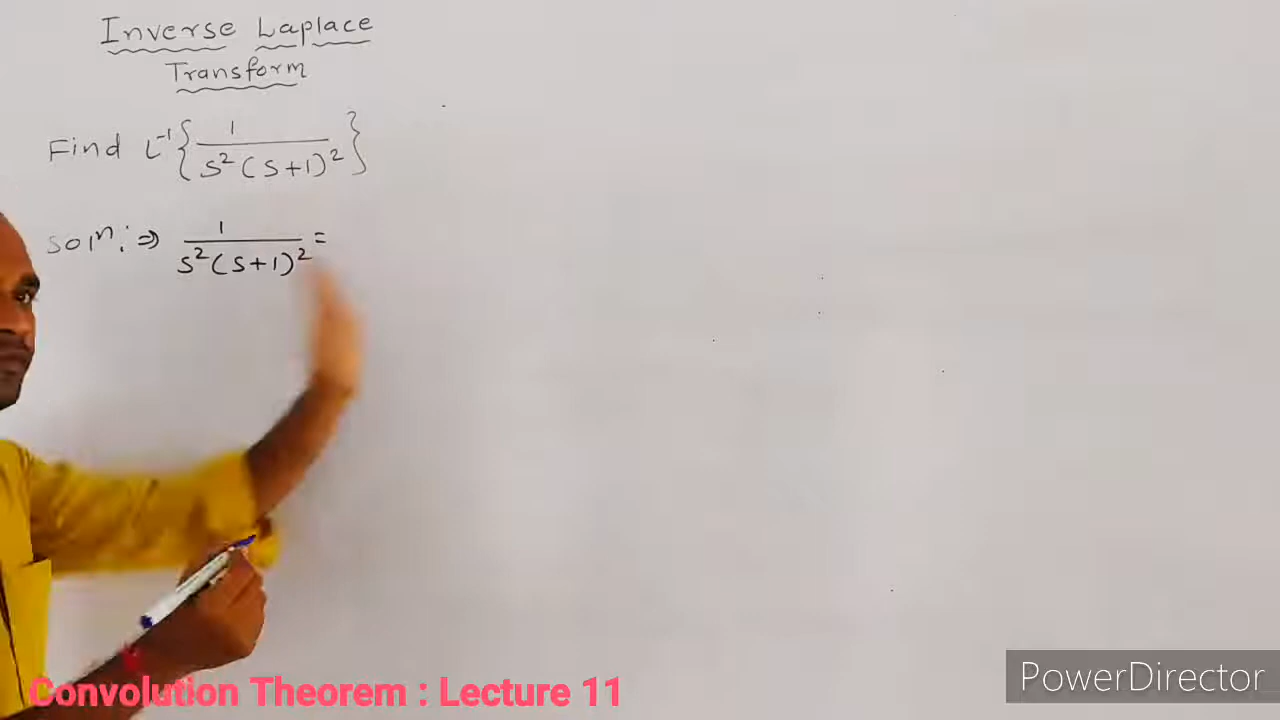 Inverse Laplace
Transform
Find L⁻¹{ 1 / S²(S+1)² }
Solⁿ: ⇒ 1 / S²(S+1)² =
Convolution Theorem : Lecture 11
PowerDirector